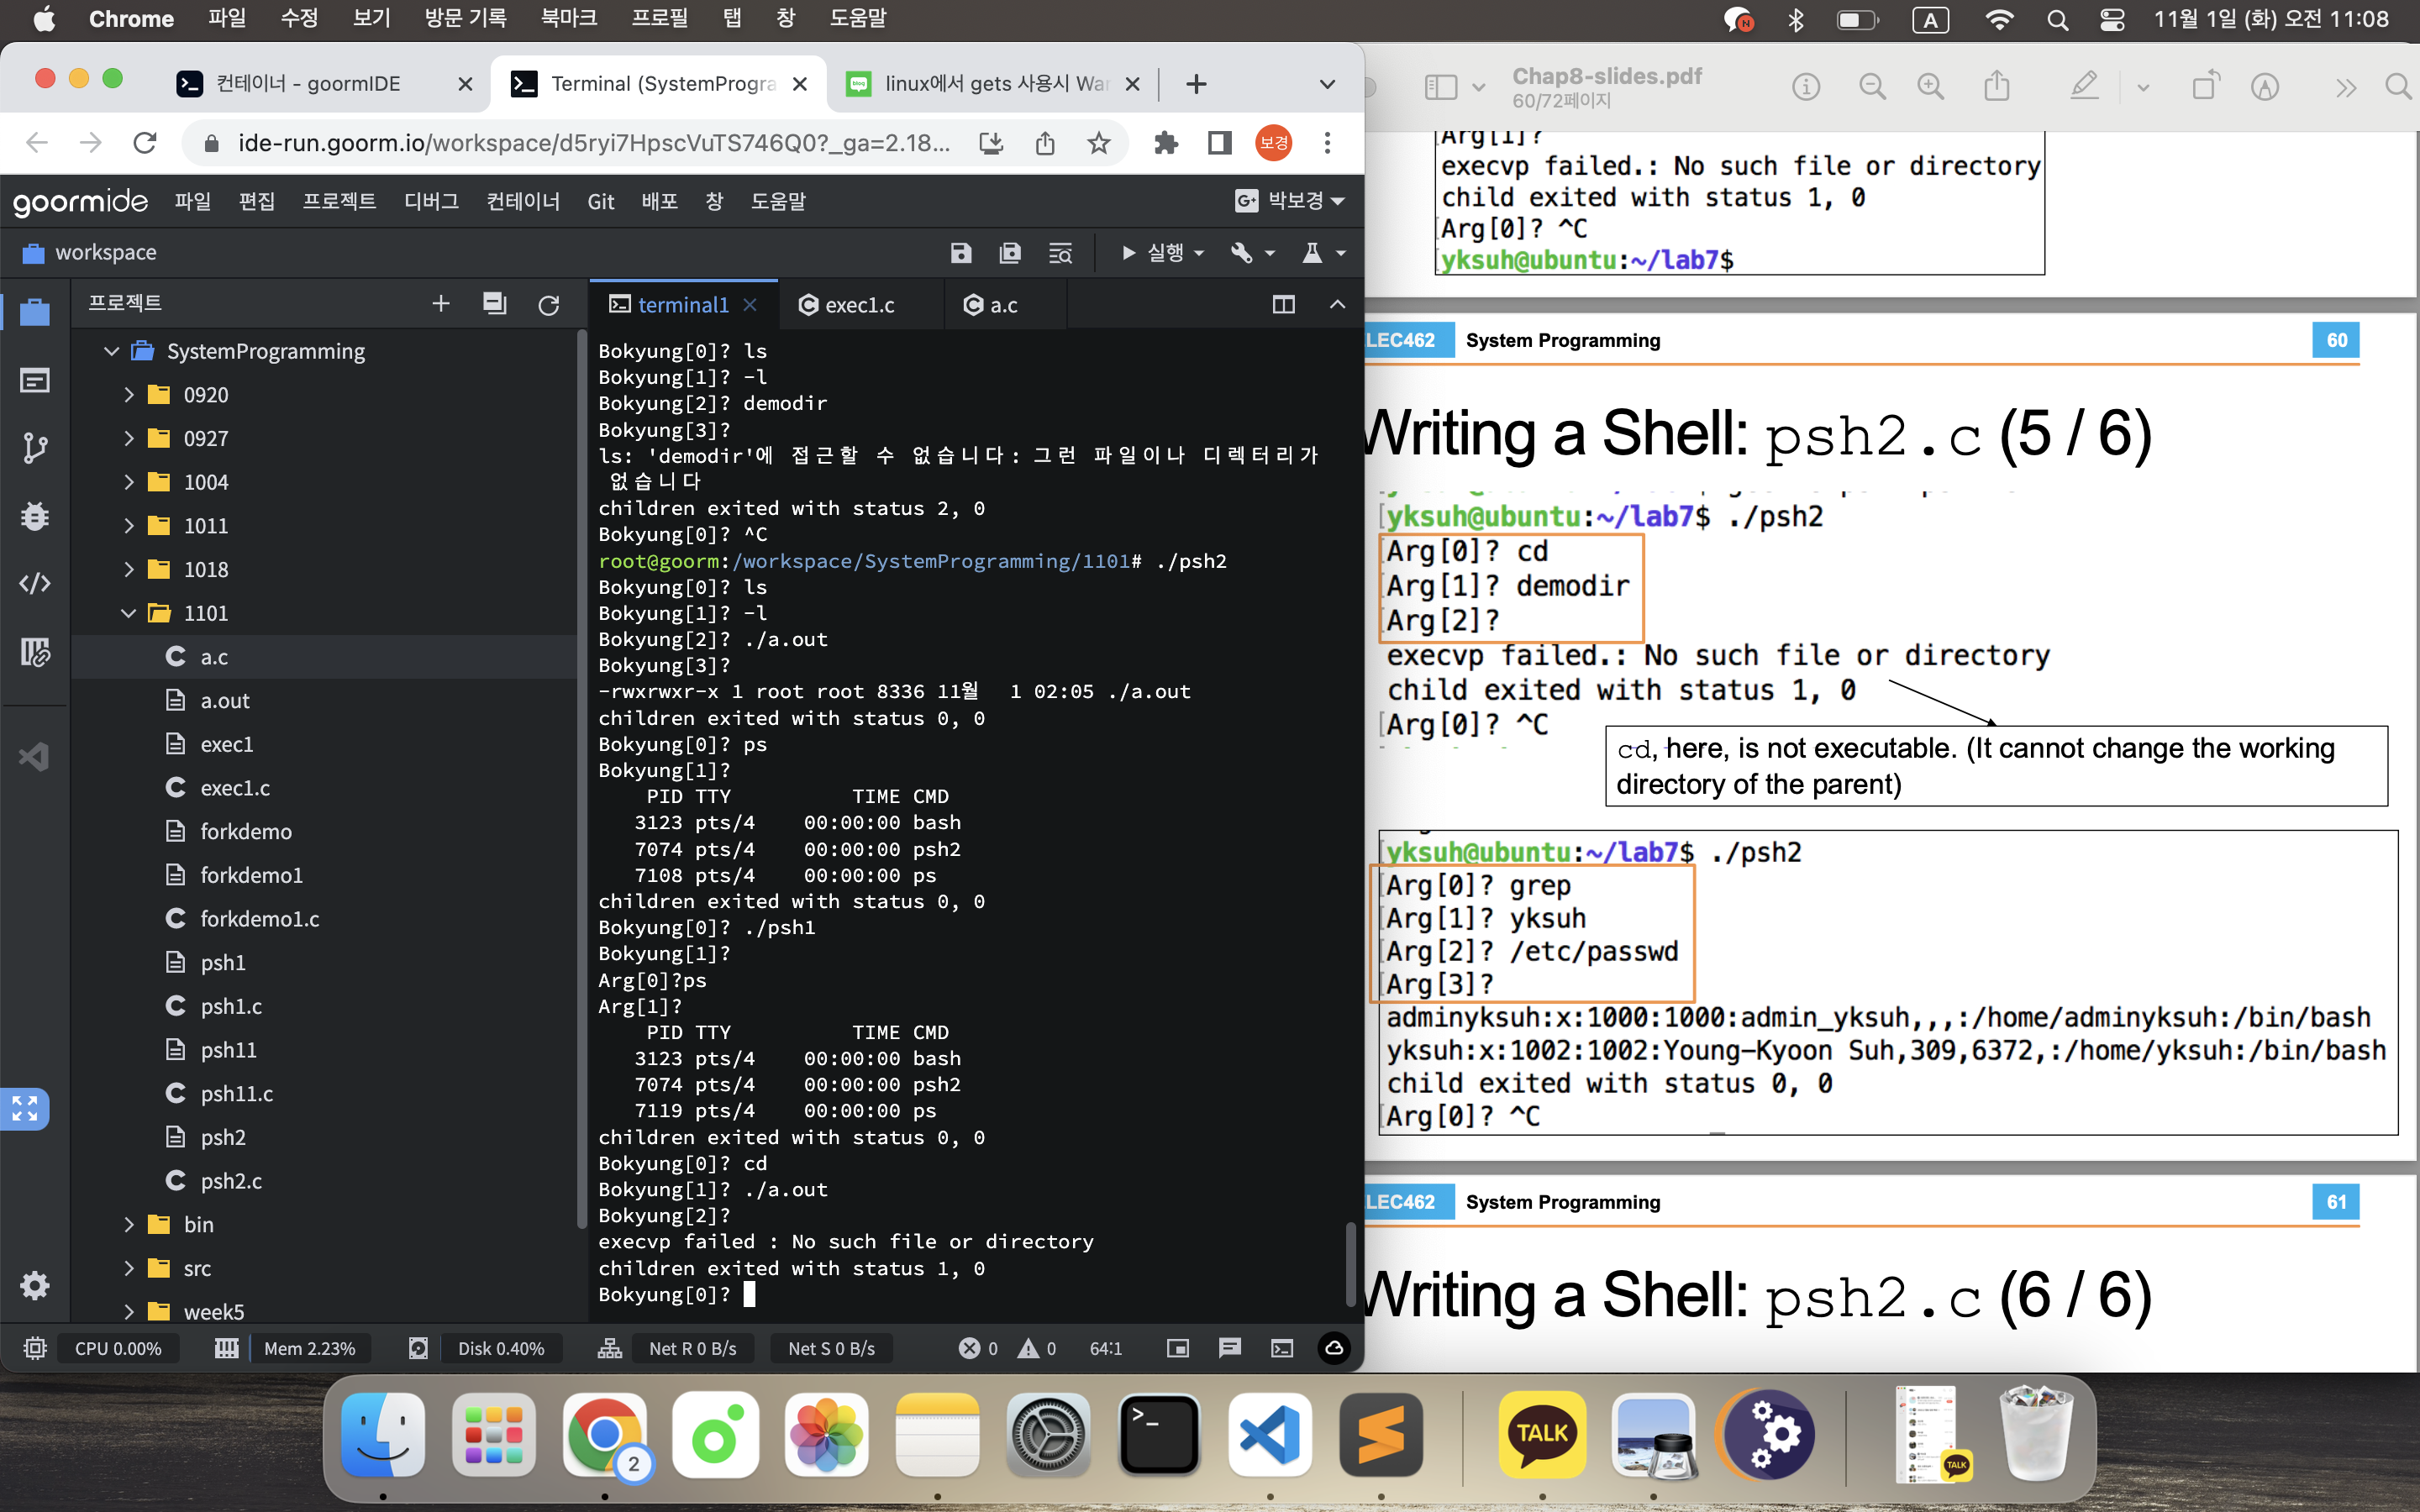 Chrome 파일 수정 보기 방문 기록 북마크 프로필 탭 창 도움말 A 11월 1일 (화) 오전 11:08
컨테이너 - goormIDE
Terminal (SystemProgra
linux에서 gets 사용시 War
ide-run.goorm.io/workspace/d5ryi7HpscVuTS746Q0?_ga=2.18...
보경
goormide 파일 편집 프로젝트 디버그 컨테이너 Git 배포 창 도움말 G+ 박보경
workspace 실행
프로젝트
SystemProgramming
0920
0927
1004
1011
1018
1101
a.c
a.out
exec1
exec1.c
forkdemo
forkdemo1
forkdemo1.c
psh1
psh1.c
psh11
psh11.c
psh2
psh2.c
bin
src
week5
terminal1 exec1.c a.c
Bokyung[0]? ls
Bokyung[1]? -l
Bokyung[2]? demodir
Bokyung[3]?
ls: 'demodir'에 접근할 수 없습니다: 그런 파일이나 디렉터리가
없습니다
children exited with status 2, 0
Bokyung[0]? ^C
root@goorm:/workspace/SystemProgramming/1101# ./psh2
Bokyung[0]? ls
Bokyung[1]? -l
Bokyung[2]? ./a.out
Bokyung[3]?
-rwxrwxr-x 1 root root 8336 11월  1 02:05 ./a.out
children exited with status 0, 0
Bokyung[0]? ps
Bokyung[1]?
PID TTY          TIME CMD
3123 pts/4    00:00:00 bash
7074 pts/4    00:00:00 psh2
7108 pts/4    00:00:00 ps
children exited with status 0, 0
Bokyung[0]? ./psh1
Bokyung[1]?
Arg[0]?ps
Arg[1]?
PID TTY          TIME CMD
3123 pts/4    00:00:00 bash
7074 pts/4    00:00:00 psh2
7119 pts/4    00:00:00 ps
children exited with status 0, 0
Bokyung[0]? cd
Bokyung[1]? ./a.out
Bokyung[2]?
execvp failed : No such file or directory
children exited with status 1, 0
Bokyung[0]?
CPU 0.00% Mem 2.23% Disk 0.40% Net R 0 B/s Net S 0 B/s 0 0 64:1
Chap8-slides.pdf
60/72페이지
Arg[1]?
execvp failed.: No such file or directory
child exited with status 1, 0
Arg[0]? ^C
yksuh@ubuntu:~/lab7$
LEC462 System Programming 60
Writing a Shell: psh2.c (5 / 6)
yksuh@ubuntu:~/lab7$ ./psh2
Arg[0]? cd
Arg[1]? demodir
Arg[2]?
execvp failed.: No such file or directory
child exited with status 1, 0
Arg[0]? ^C
cd, here, is not executable. (It cannot change the working
directory of the parent)
yksuh@ubuntu:~/lab7$ ./psh2
Arg[0]? grep
Arg[1]? yksuh
Arg[2]? /etc/passwd
Arg[3]?
adminyksuh:x:1000:1000:admin_yksuh,,,:/home/adminyksuh:/bin/bash
yksuh:x:1002:1002:Young-Kyoon Suh,309,6372,:/home/yksuh:/bin/bash
child exited with status 0, 0
Arg[0]? ^C
LEC462 System Programming 61
Writing a Shell: psh2.c (6 / 6)
2
TALK
TALK